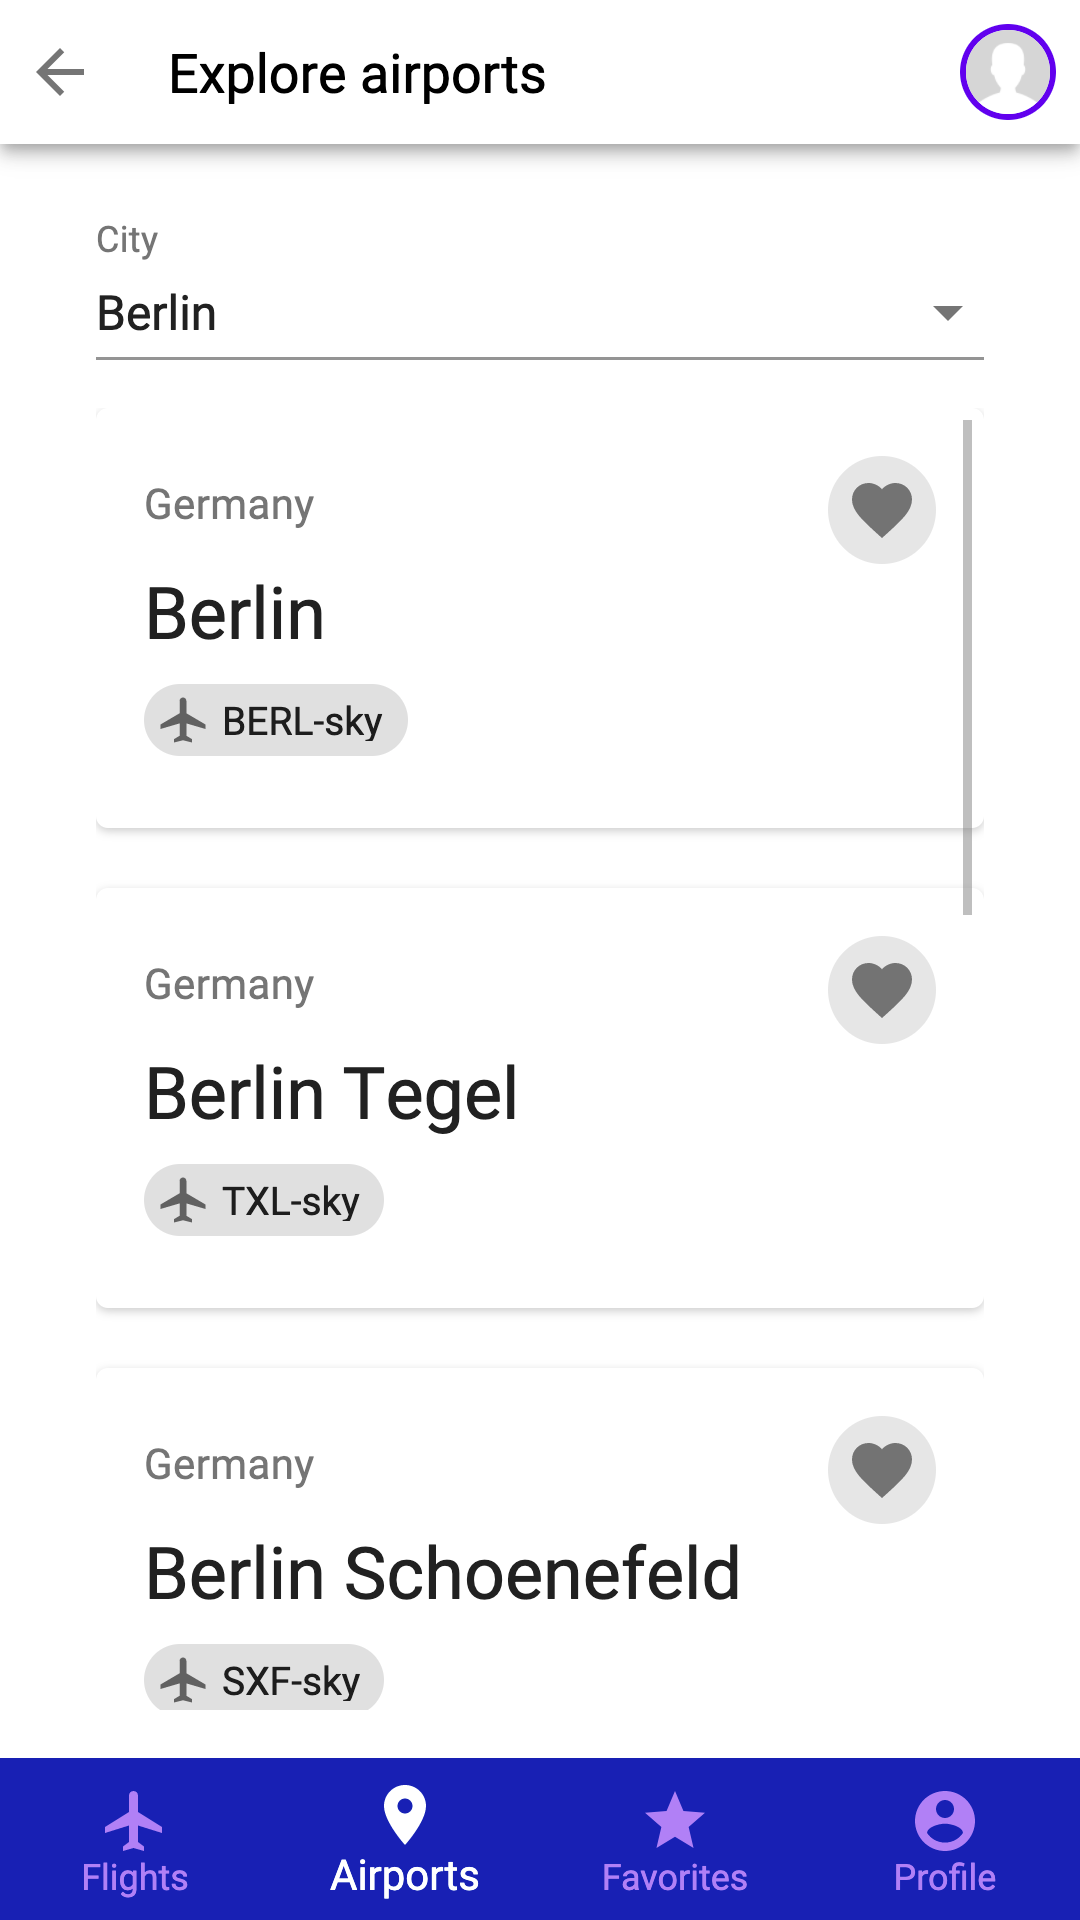 Explore airports
City
Berlin
Germany
Berlin
BERL-sky
Germany
Berlin Tegel
TXL-sky
Germany
Berlin Schoenefeld
SXF-sky
Flights
Airports
Favorites
Profile